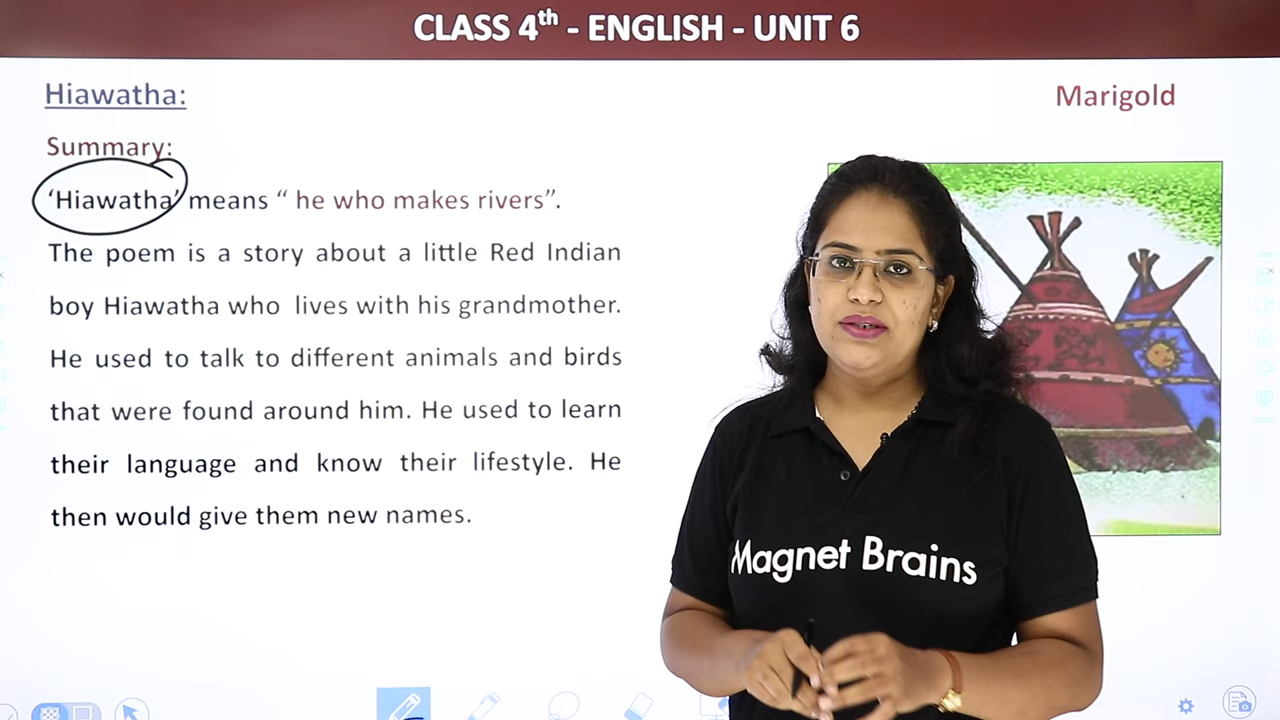 CLASS 4th - ENGLISH - UNIT 6
Hiawatha:
Marigold
Summary:
‘Hiawatha’ means “ he who makes rivers”.
The poem is a story about a little Red Indian
boy Hiawatha who lives with his grandmother.
He used to talk to different animals and birds
that were found around him. He used to learn
their language and know their lifestyle. He
then would give them new names.
Magnet Brains